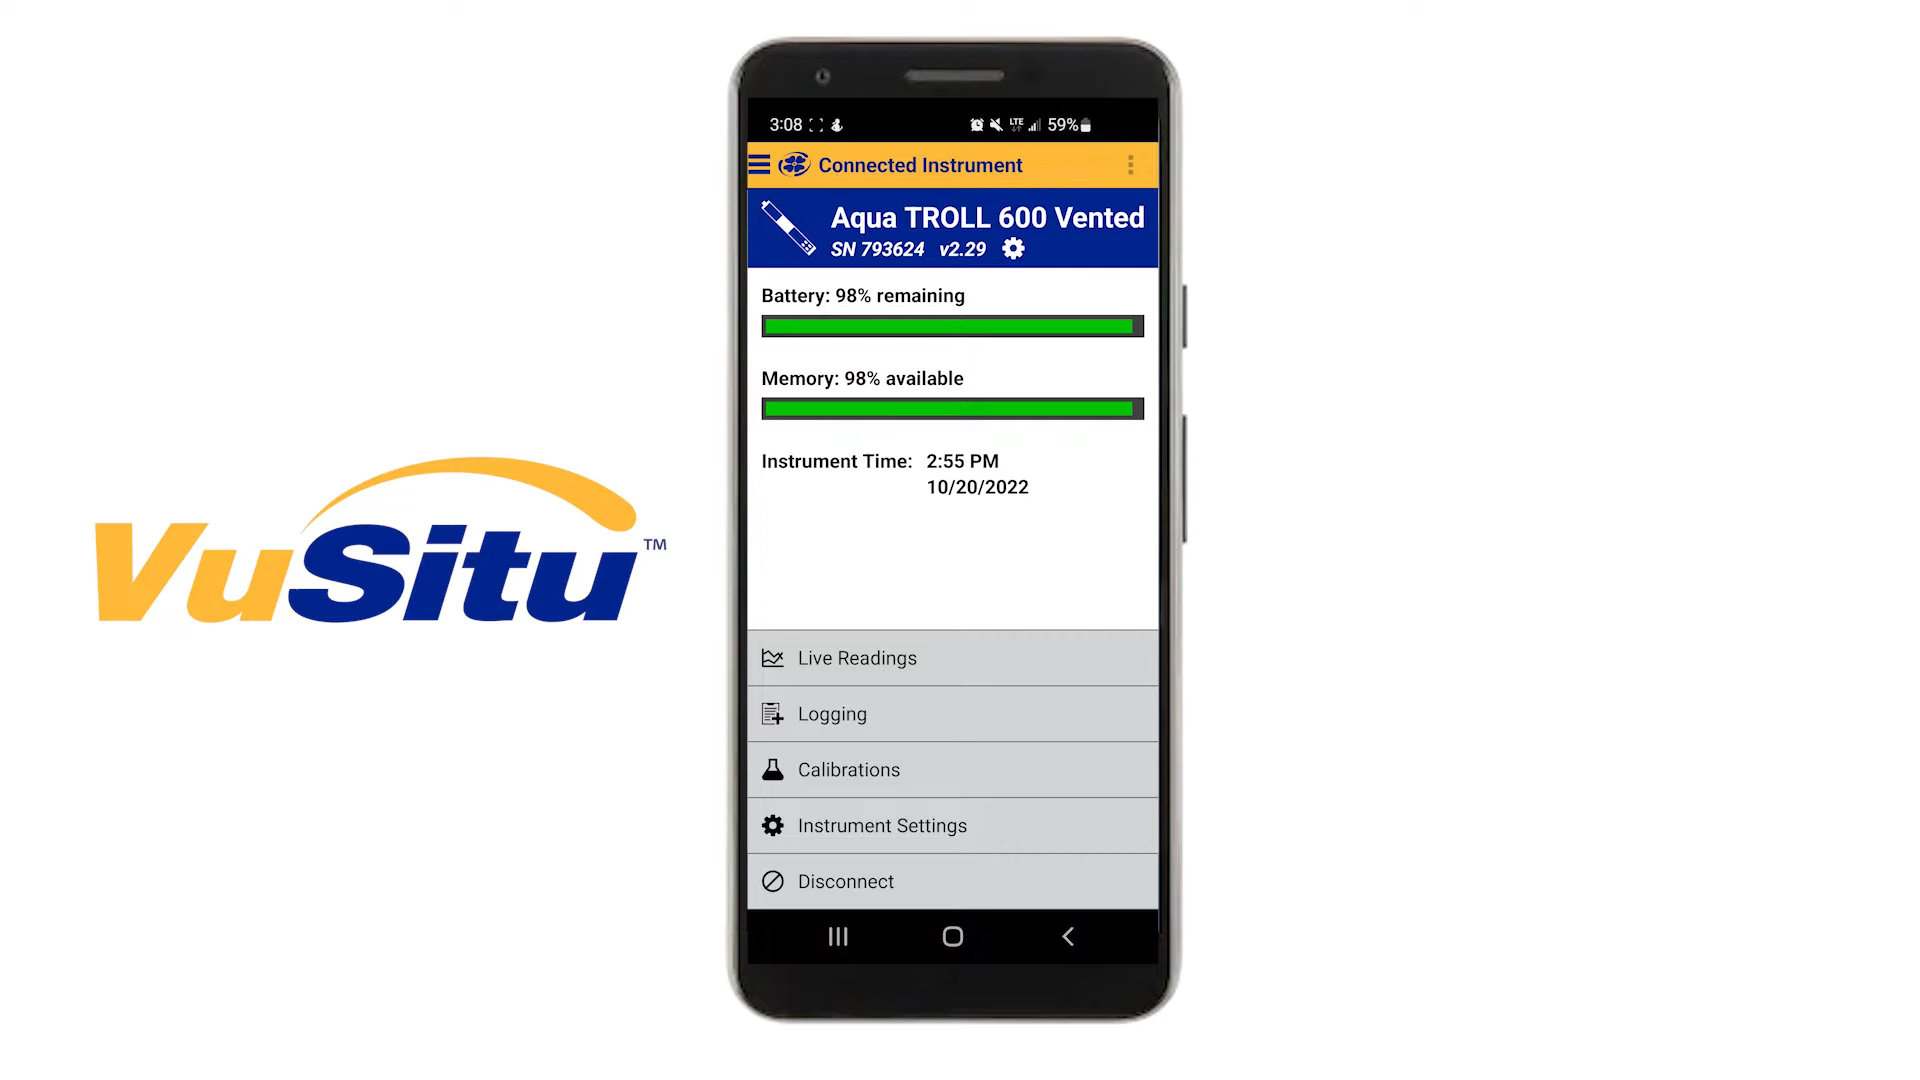 VuSitu™
3:08 LTE 59%
Connected Instrument
Aqua TROLL 600 Vented
SN 793624 v2.29
Battery: 98% remaining
Memory: 98% available
Instrument Time: 2:55 PM
10/20/2022
Live Readings
Logging
Calibrations
Instrument Settings
Disconnect